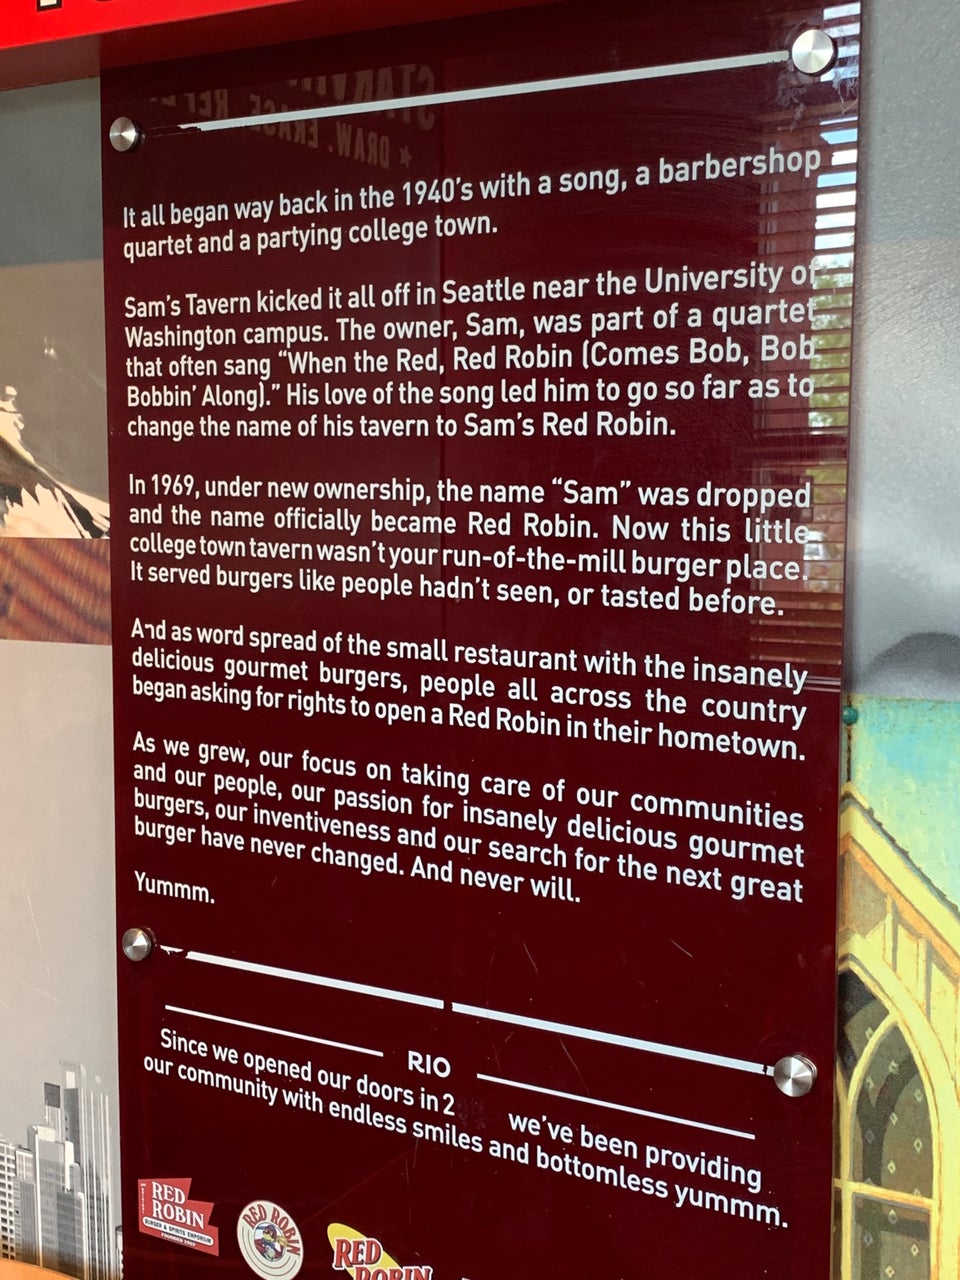 It all began way back in the 1940's with a song, a barbershop
quartet and a partying college town.
Sam's Tavern kicked it all off in Seattle near the University of
Washington campus. The owner, Sam, was part of a quartet
that often sang “When the Red, Red Robin (Comes Bob, Bob
Bobbin' Along).” His love of the song led him to go so far as to
change the name of his tavern to Sam's Red Robin.
In 1969, under new ownership, the name “Sam” was dropped
and the name officially became Red Robin. Now this little
college town tavern wasn't your run-of-the-mill burger place.
It served burgers like people hadn't seen, or tasted before.
And as word spread of the small restaurant with the insanely
delicious gourmet burgers, people all across the country
began asking for rights to open a Red Robin in their hometown.
As we grew, our focus on taking care of our communities
and our people, our passion for insanely delicious gourmet
burgers, our inventiveness and our search for the next great
burger have never changed. And never will.
Yummm.
RIO
Since we opened our doors in 2 we've been providing
our community with endless smiles and bottomless yummm.
RED
ROBIN
BURGER & SPIRITS EMPORIUM
RED ROBIN
RED
ROBIN